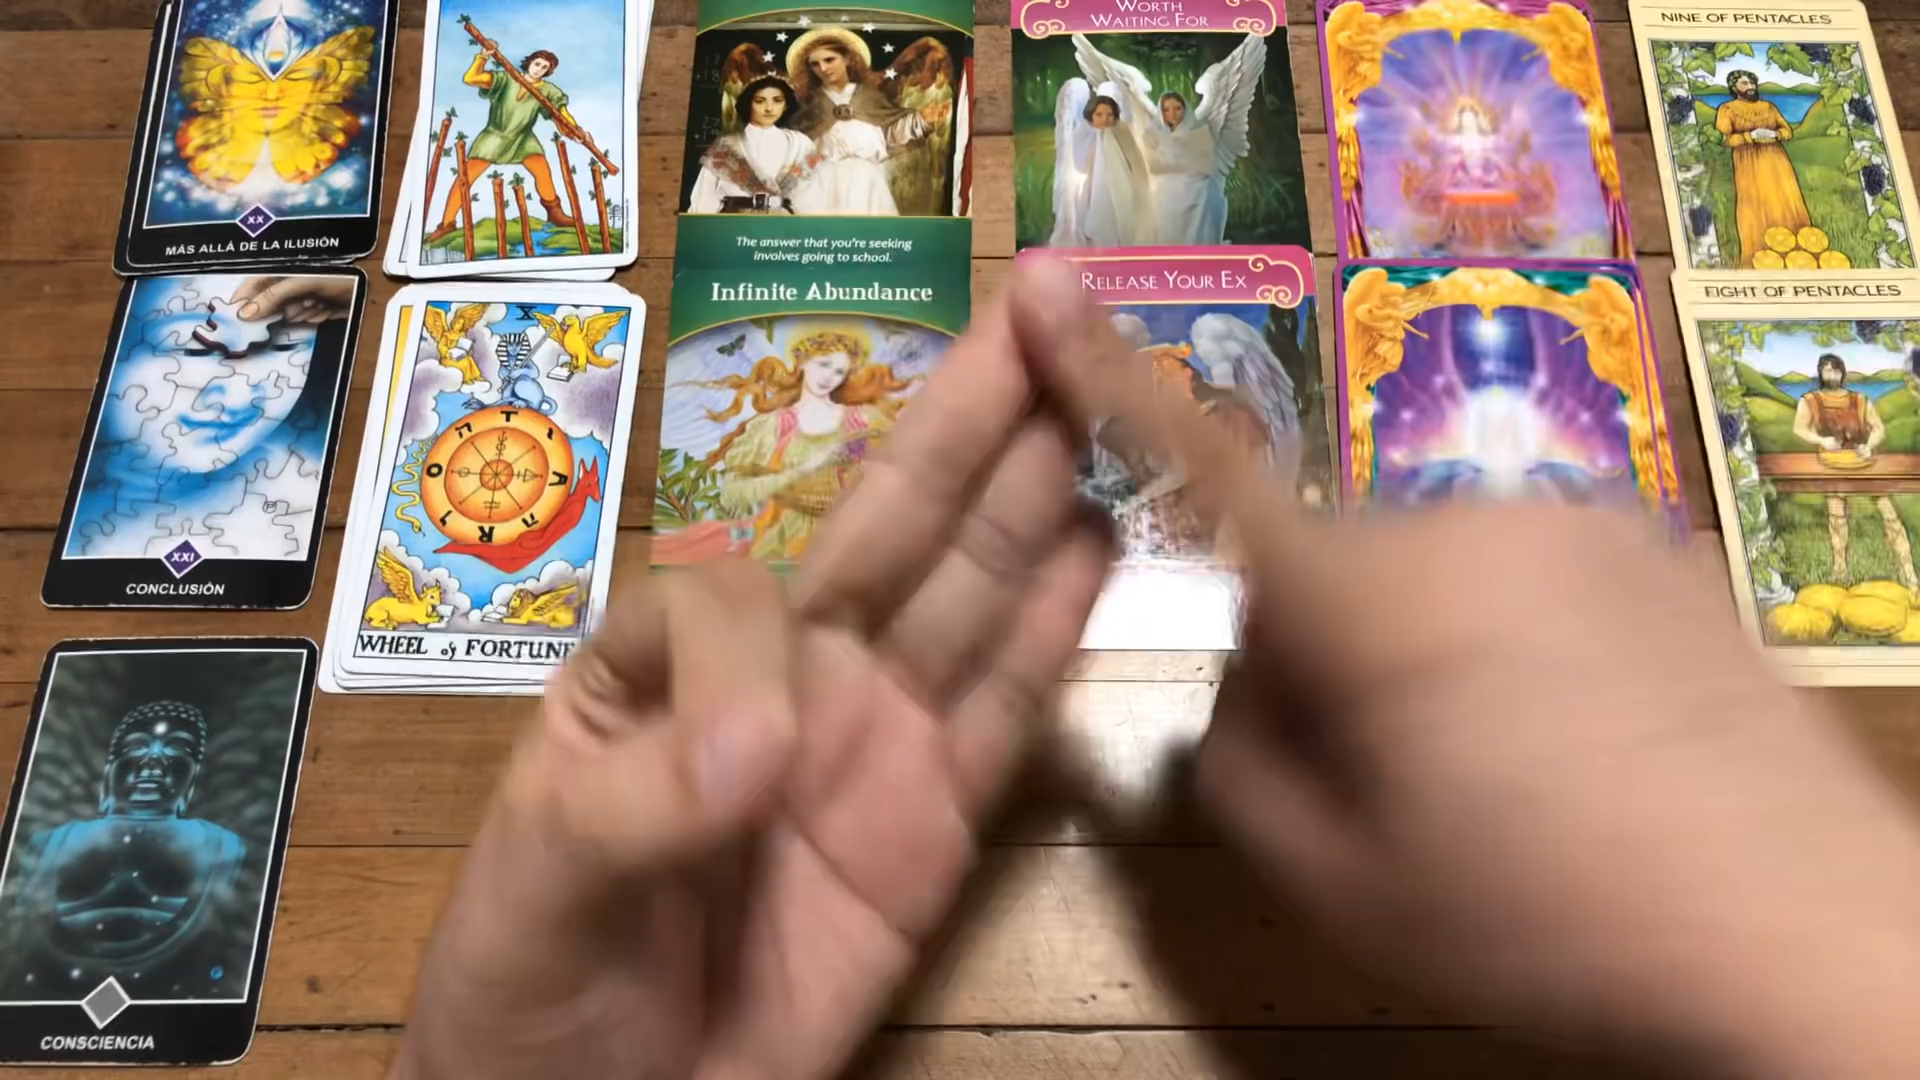 XX
MÁS ALLÁ DE LA ILUSIÓN
XXI
CONCLUSIÓN
CONSCIENCIA
X
WHEEL of FORTUNE
The answer that you're seeking
involves going to school.
Infinite Abundance
WORTH
WAITING FOR
RELEASE YOUR EX
NINE OF PENTACLES
EIGHT OF PENTACLES